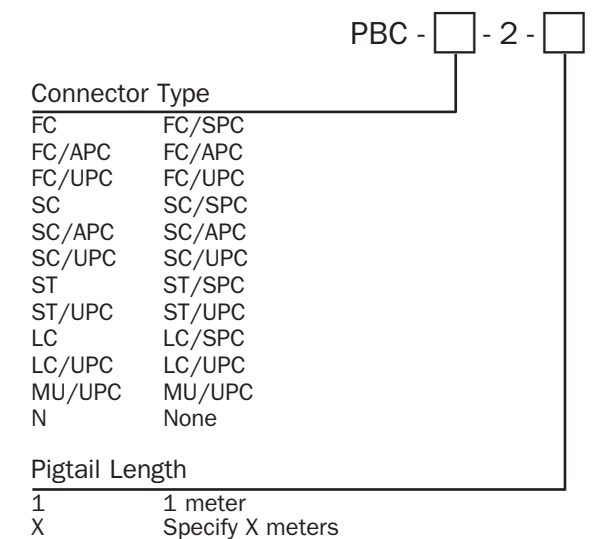 PBC - - 2 -
Connector Type
FC FC/SPC
FC/APC FC/APC
FC/UPC FC/UPC
SC SC/SPC
SC/APC SC/APC
SC/UPC SC/UPC
ST ST/SPC
ST/UPC ST/UPC
LC LC/SPC
LC/UPC LC/UPC
MU/UPC MU/UPC
N None
Pigtail Length
1 1 meter
X Specify X meters